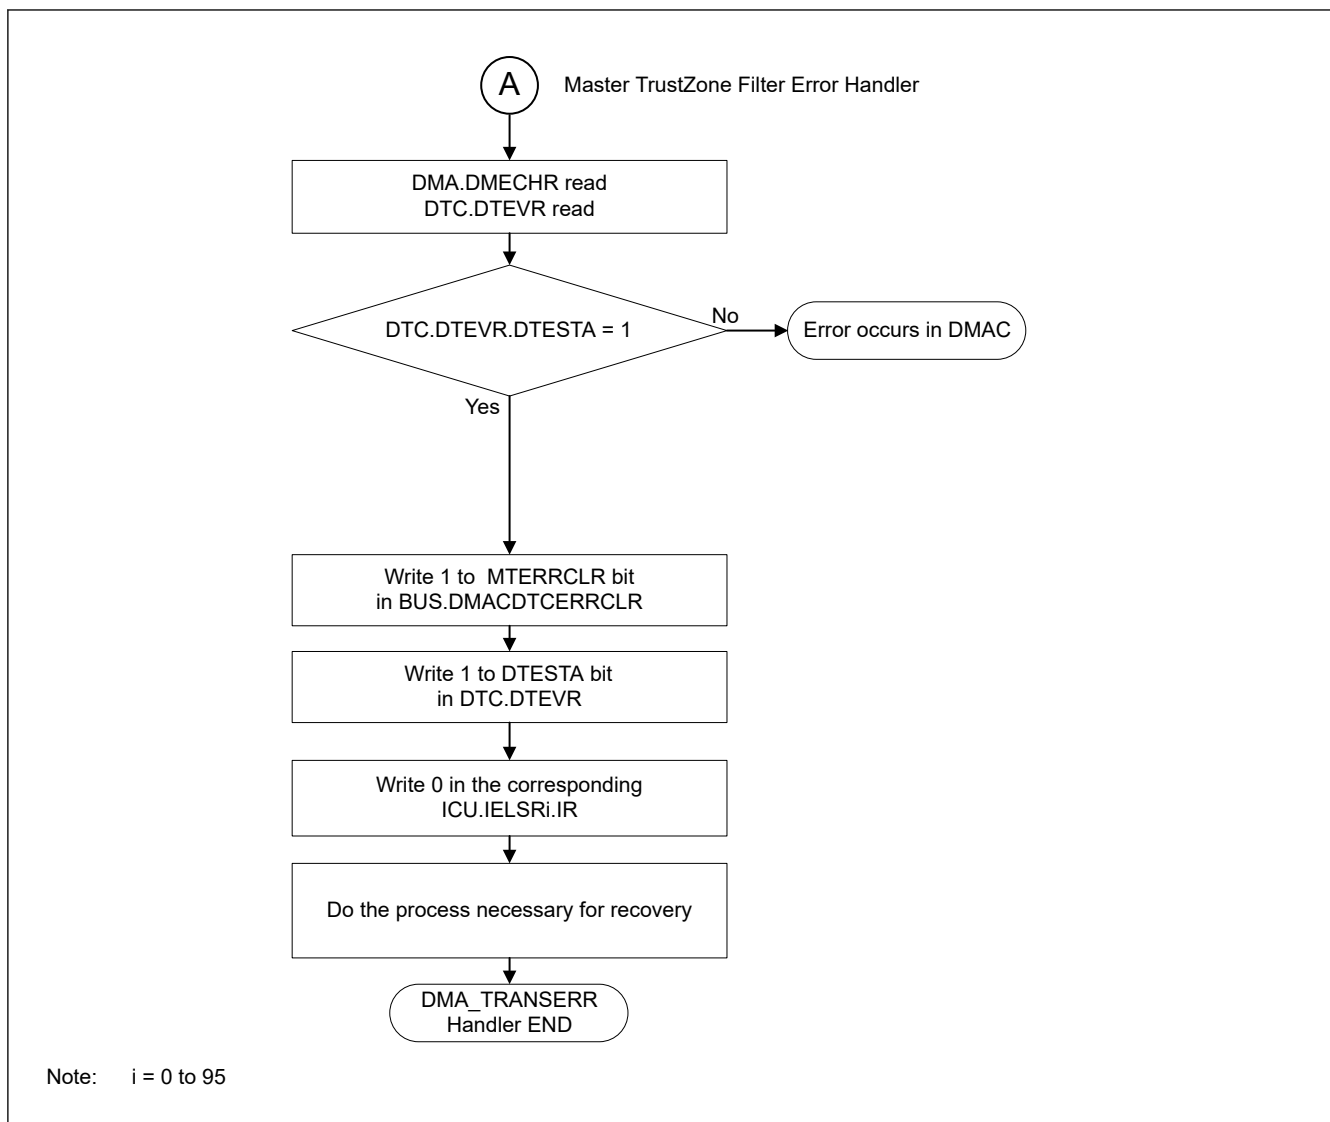 A
Master TrustZone Filter Error Handler
DMA.DMECHR read
DTC.DTEVR read
DTC.DTEVR.DTESTA = 1
No
Error occurs in DMAC
Yes
Write 1 to MTERRCLR bit
in BUS.DMACDTCERRCLR
Write 1 to DTESTA bit
in DTC.DTEVR
Write 0 in the corresponding
ICU.IELSRi.IR
Do the process necessary for recovery
DMA_TRANSERR
Handler END
Note: i = 0 to 95